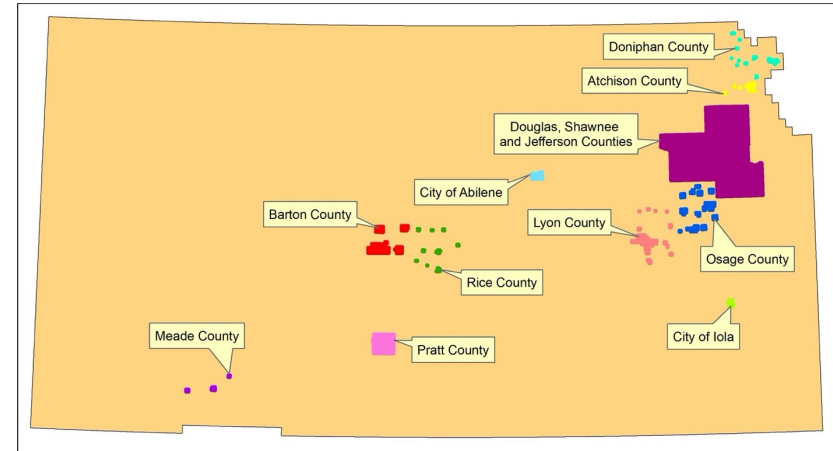 Doniphan County
Atchison County
Douglas, Shawnee
and Jefferson Counties
City of Abilene
Barton County
Lyon County
Osage County
Rice County
Meade County
City of Iola
Pratt County